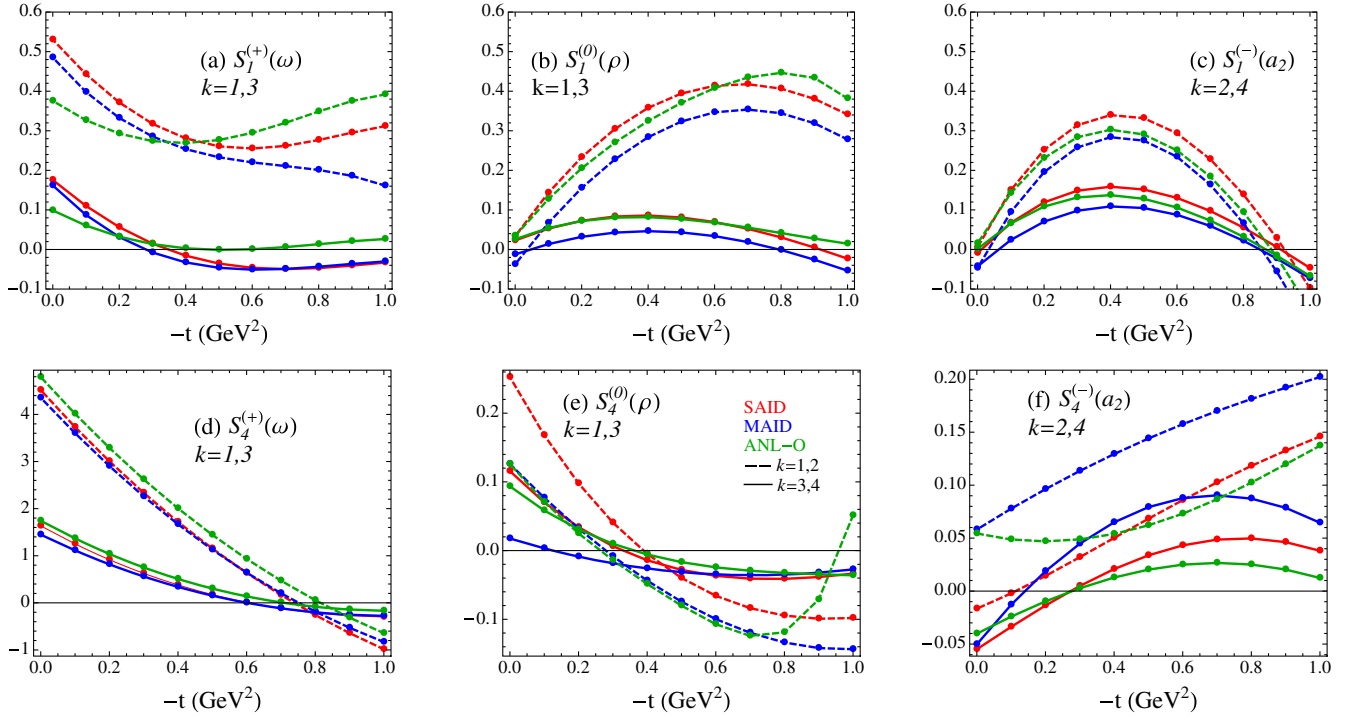 0.6
0.5
0.4
0.3
0.2
0.1
0.0
−0.1
(a) S₁⁽⁺⁾(ω)
k=1,3
0.0 0.2 0.4 0.6 0.8 1.0
−t (GeV²)
0.6
0.5
0.4
0.3
0.2
0.1
0.0
−0.1
(b) S₁⁽⁰⁾(ρ)
k=1,3
0.0 0.2 0.4 0.6 0.8 1.0
−t (GeV²)
0.6
0.5
0.4
0.3
0.2
0.1
0.0
−0.1
(c) S₁⁽⁻⁾(a₂)
k=2,4
0.0 0.2 0.4 0.6 0.8 1.0
−t (GeV²)
4
3
2
1
0
−1
(d) S₄⁽⁺⁾(ω)
k=1,3
0.0 0.2 0.4 0.6 0.8 1.0
−t (GeV²)
0.2
0.1
0.0
−0.1
(e) S₄⁽⁰⁾(ρ)
k=1,3
SAID
MAID
ANL−O
k=1,2
k=3,4
0.0 0.2 0.4 0.6 0.8 1.0
−t (GeV²)
0.20
0.15
0.10
0.05
0.00
−0.05
(f) S₄⁽⁻⁾(a₂)
k=2,4
0.0 0.2 0.4 0.6 0.8 1.0
−t (GeV²)